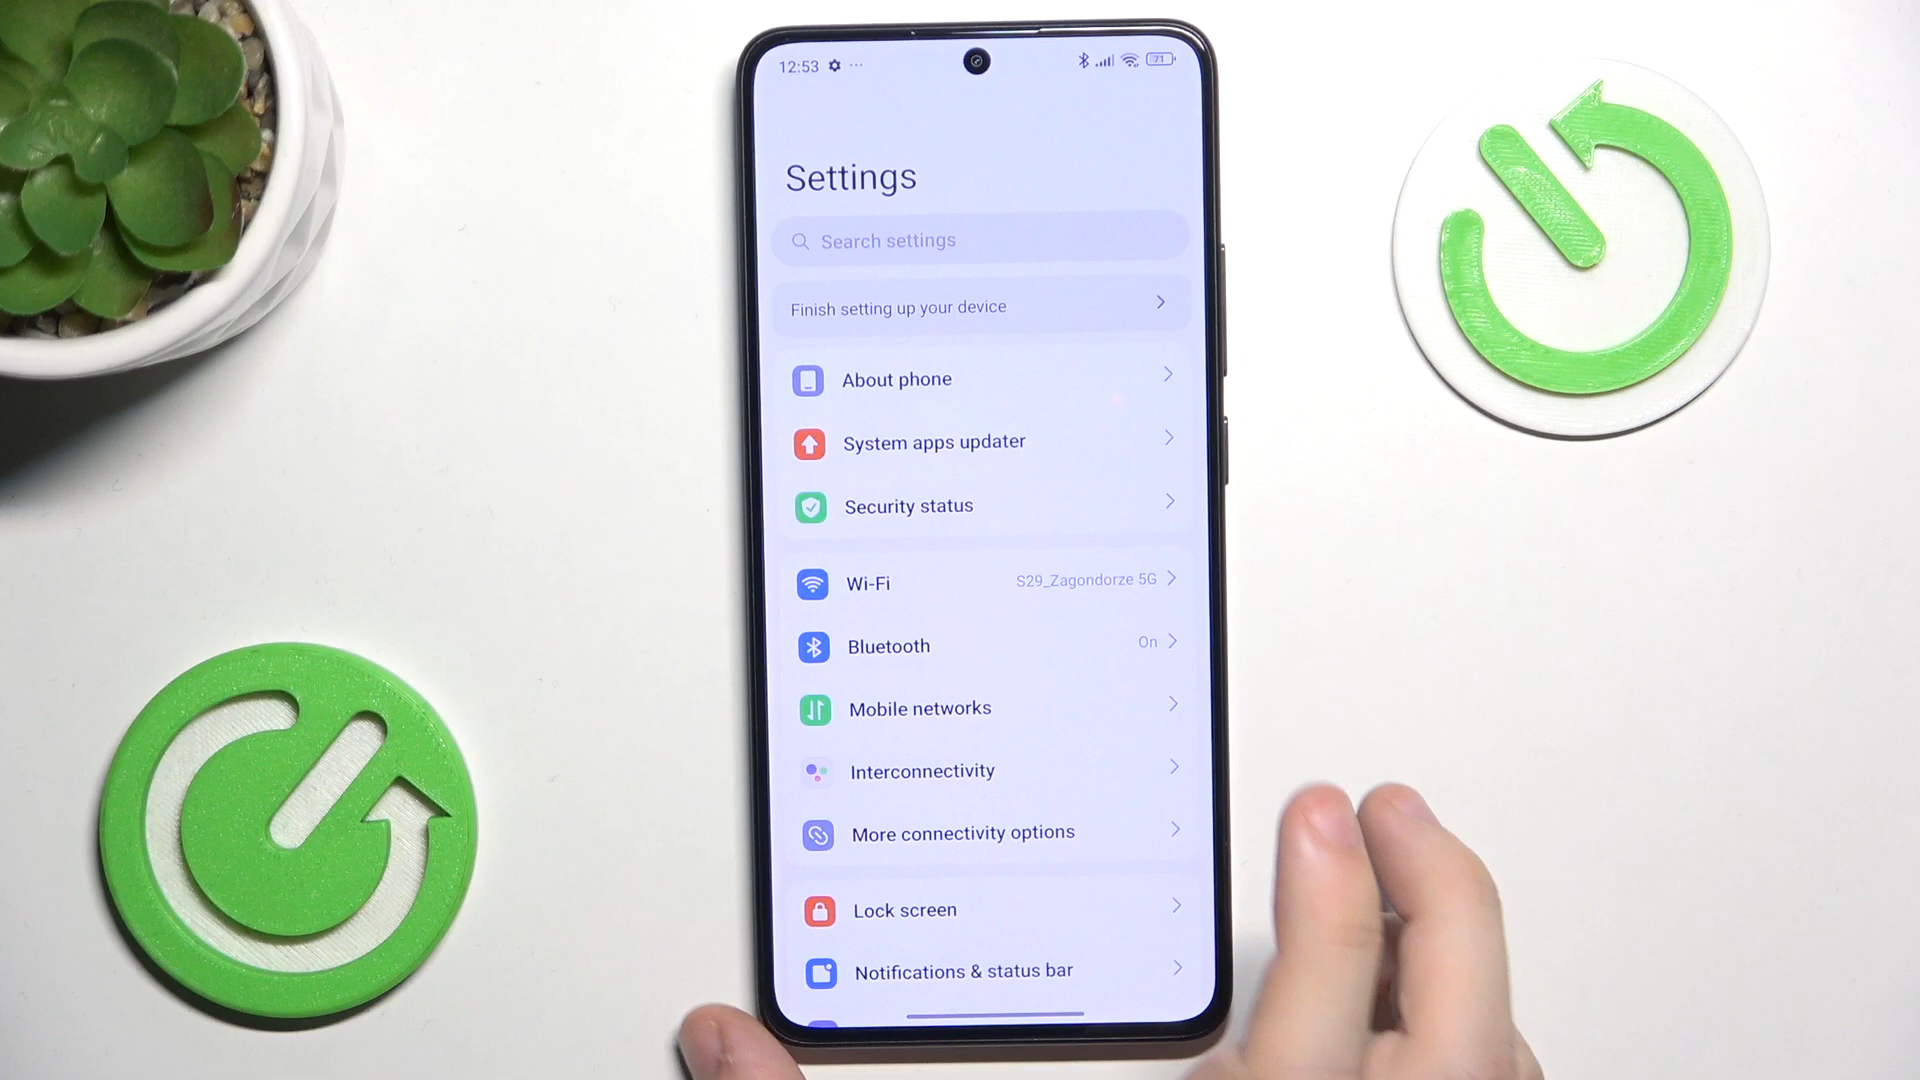 12:53
71
Settings
Search settings
Finish setting up your device
About phone
System apps updater
Security status
Wi-Fi S29_Zagondorze 5G
Bluetooth On
Mobile networks
Interconnectivity
More connectivity options
Lock screen
Notifications & status bar